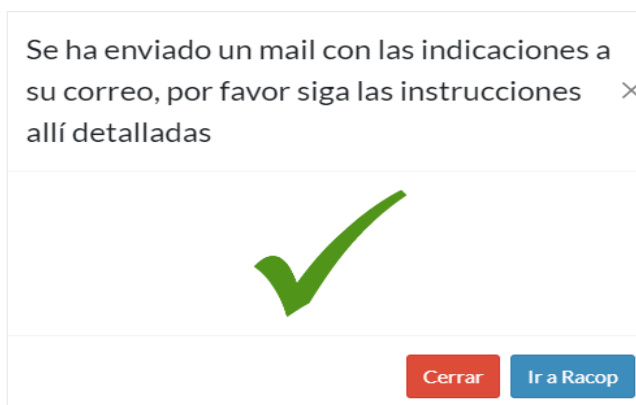 Se ha enviado un mail con las indicaciones a
su correo, por favor siga las instrucciones
allí detalladas
Cerrar
Ir a Racop